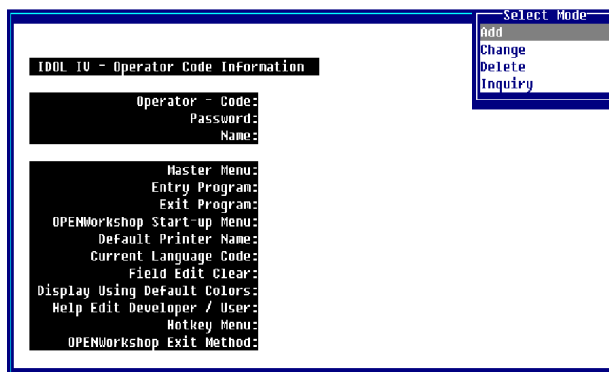 Select Mode
Add
Change
Delete
Inquiry
IDOL IV - Operator Code Information
Operator - Code:
Password:
Name:
Master Menu:
Entry Program:
Exit Program:
OPENWorkshop Start-up Menu:
Default Printer Name:
Current Language Code:
Field Edit Clear:
Display Using Default Colors:
Help Edit Developer / User:
Hotkey Menu:
OPENWorkshop Exit Method: